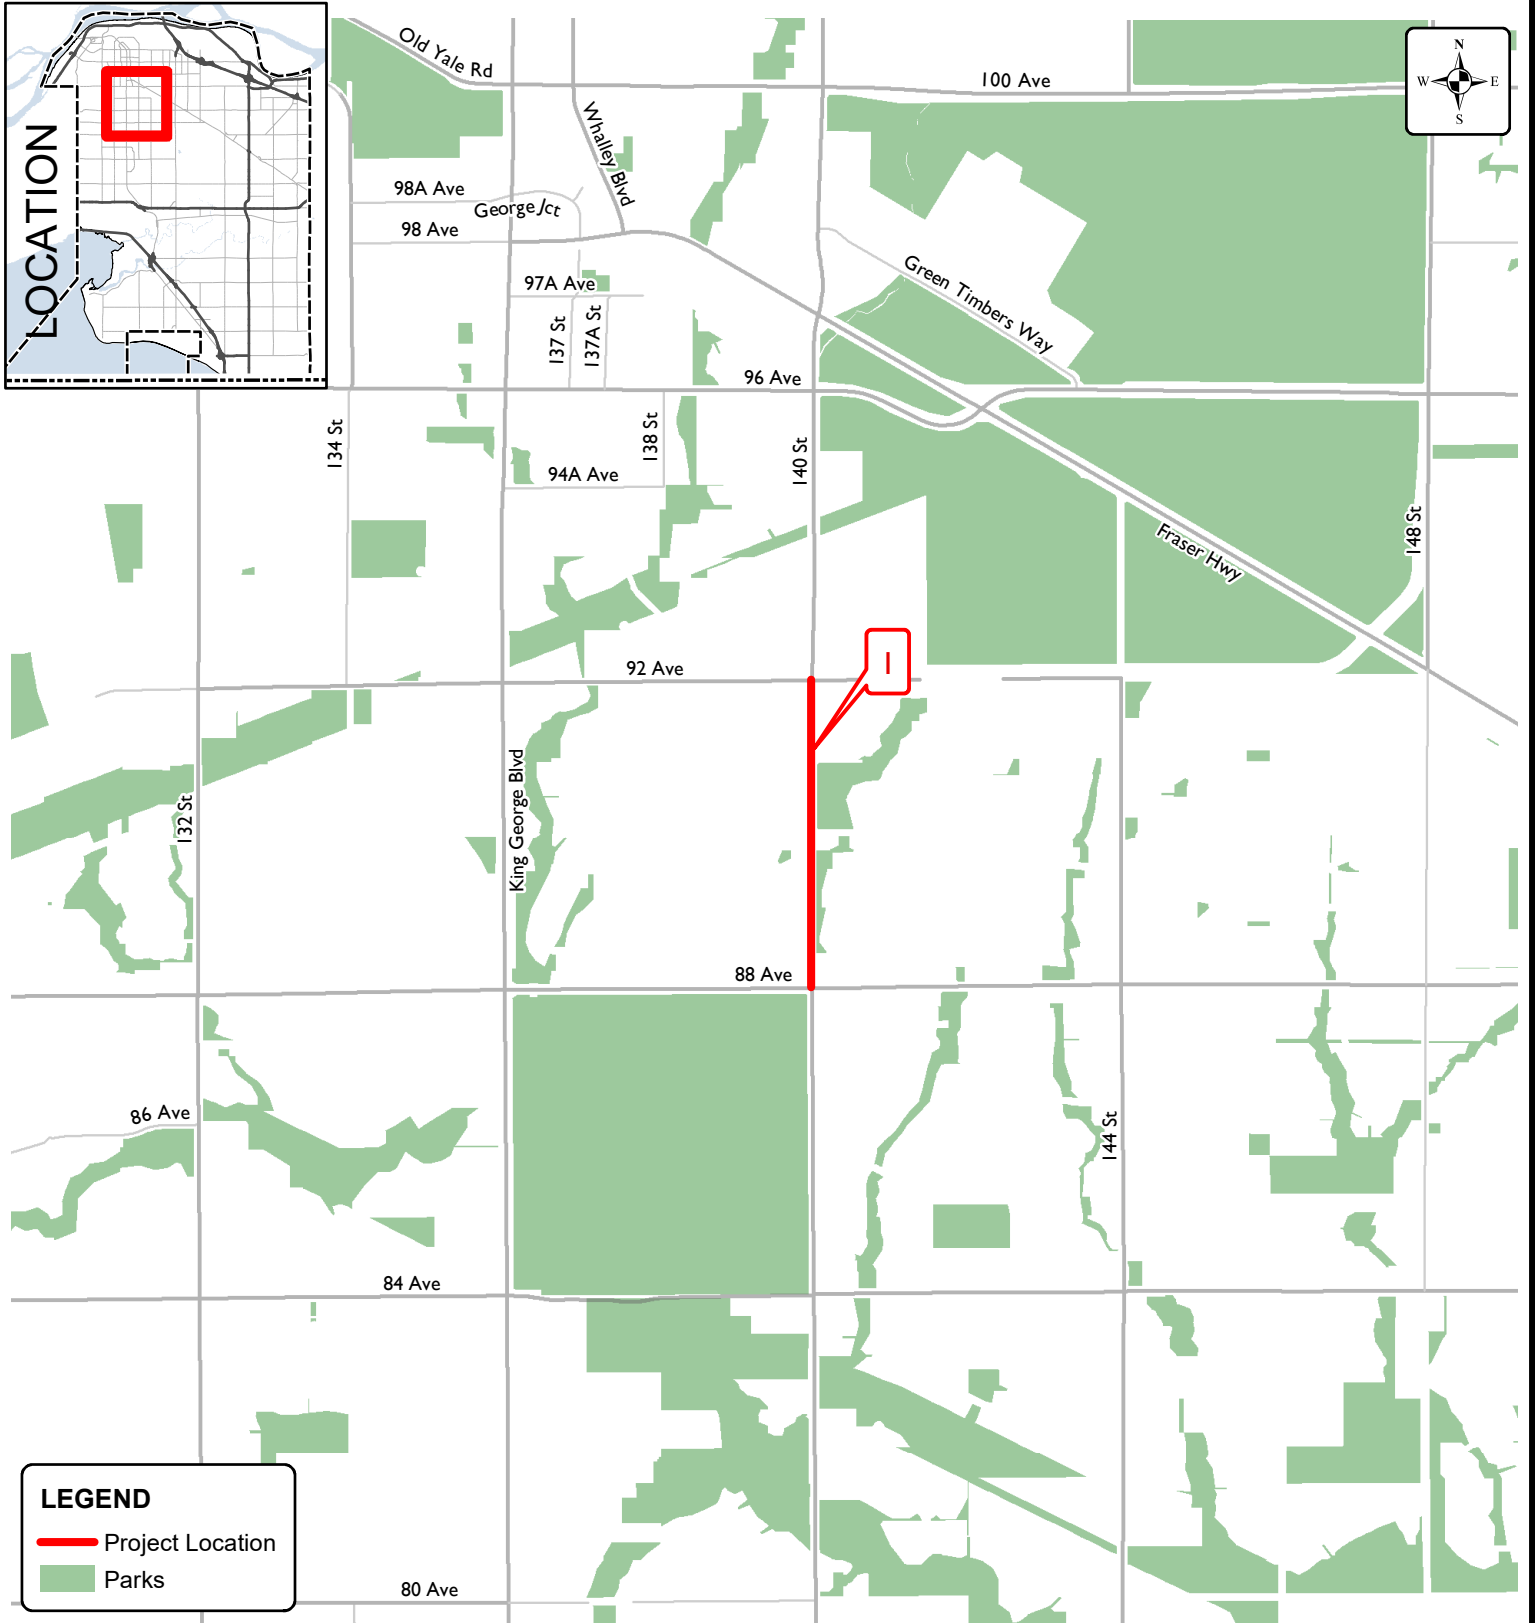 LOCATION
Old Yale Rd
100 Ave
N
W
E
S
Whalley Blvd
98A Ave
George Jct
98 Ave
97A Ave
Green Timbers Way
137 St
137A St
96 Ave
134 St
138 St
140 St
94A Ave
148 St
Fraser Hwy
1
92 Ave
King George Blvd
132 St
88 Ave
86 Ave
144 St
84 Ave
80 Ave
LEGEND
Project Location
Parks